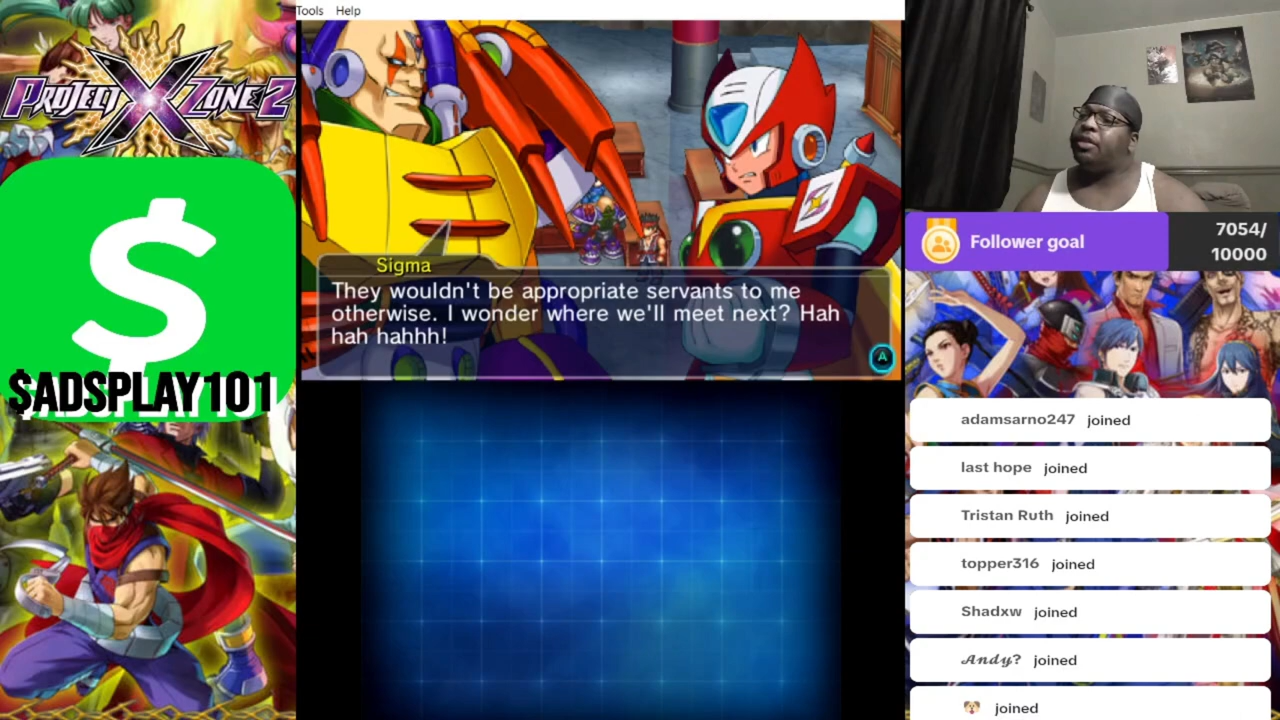 Tools Help
PROJECT X ZONE 2
$
$ADSPLAY101
Sigma
They wouldn't be appropriate servants to me
otherwise. I wonder where we'll meet next? Hah
hah hahhh!
A
Follower goal
7054/
10000
adamsarno247 joined
last hope joined
Tristan Ruth joined
topper316 joined
Shadxw joined
𝓐𝓷𝓭𝔂? joined
🐶 joined